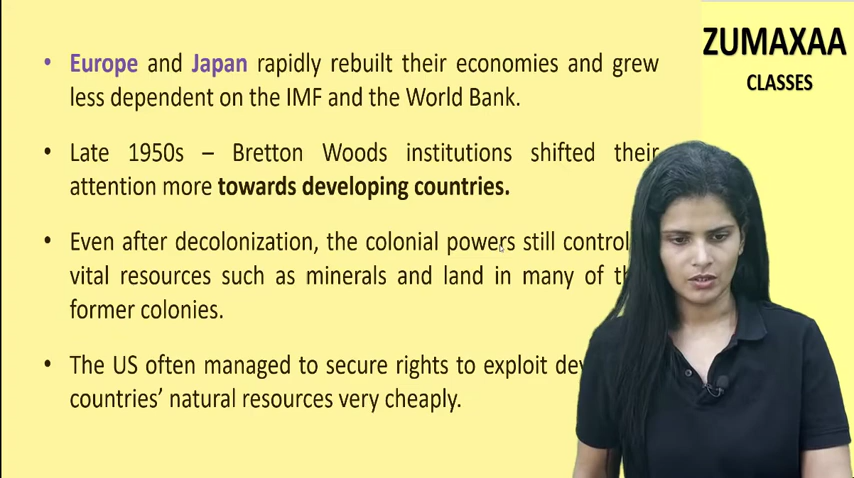 ZUMAXAA
CLASSES
• Europe and Japan rapidly rebuilt their economies and grew
less dependent on the IMF and the World Bank.
• Late 1950s – Bretton Woods institutions shifted their
attention more towards developing countries.
• Even after decolonization, the colonial powers still
vital resources such as minerals and land in many of
former colonies.
• The US often managed to secure rights to exploit
countries’ natural resources very cheaply.